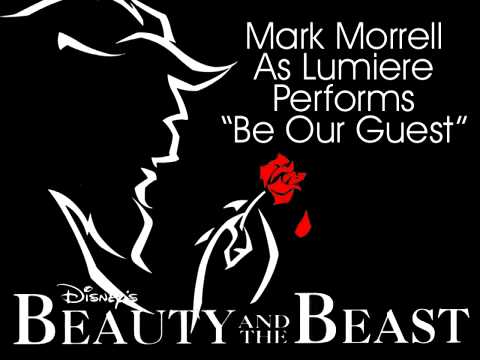 Mark Morrell
As Lumiere
Performs
“Be Our Guest”
Disney's
BEAUTY AND THE BEAST